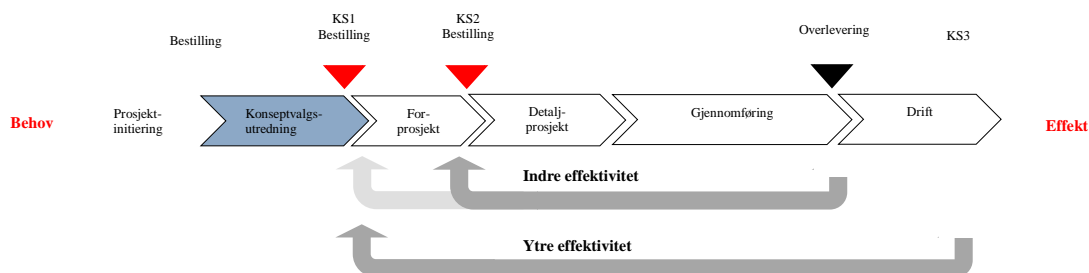 KS1
KS2
Bestilling
Bestilling
Bestilling
Overlevering
KS3
Behov
Prosjekt-
initiering
Konseptvalgs-
utredning
For-
prosjekt
Detalj-
prosjekt
Gjennomføring
Drift
Effekt
Indre effektivitet
Ytre effektivitet